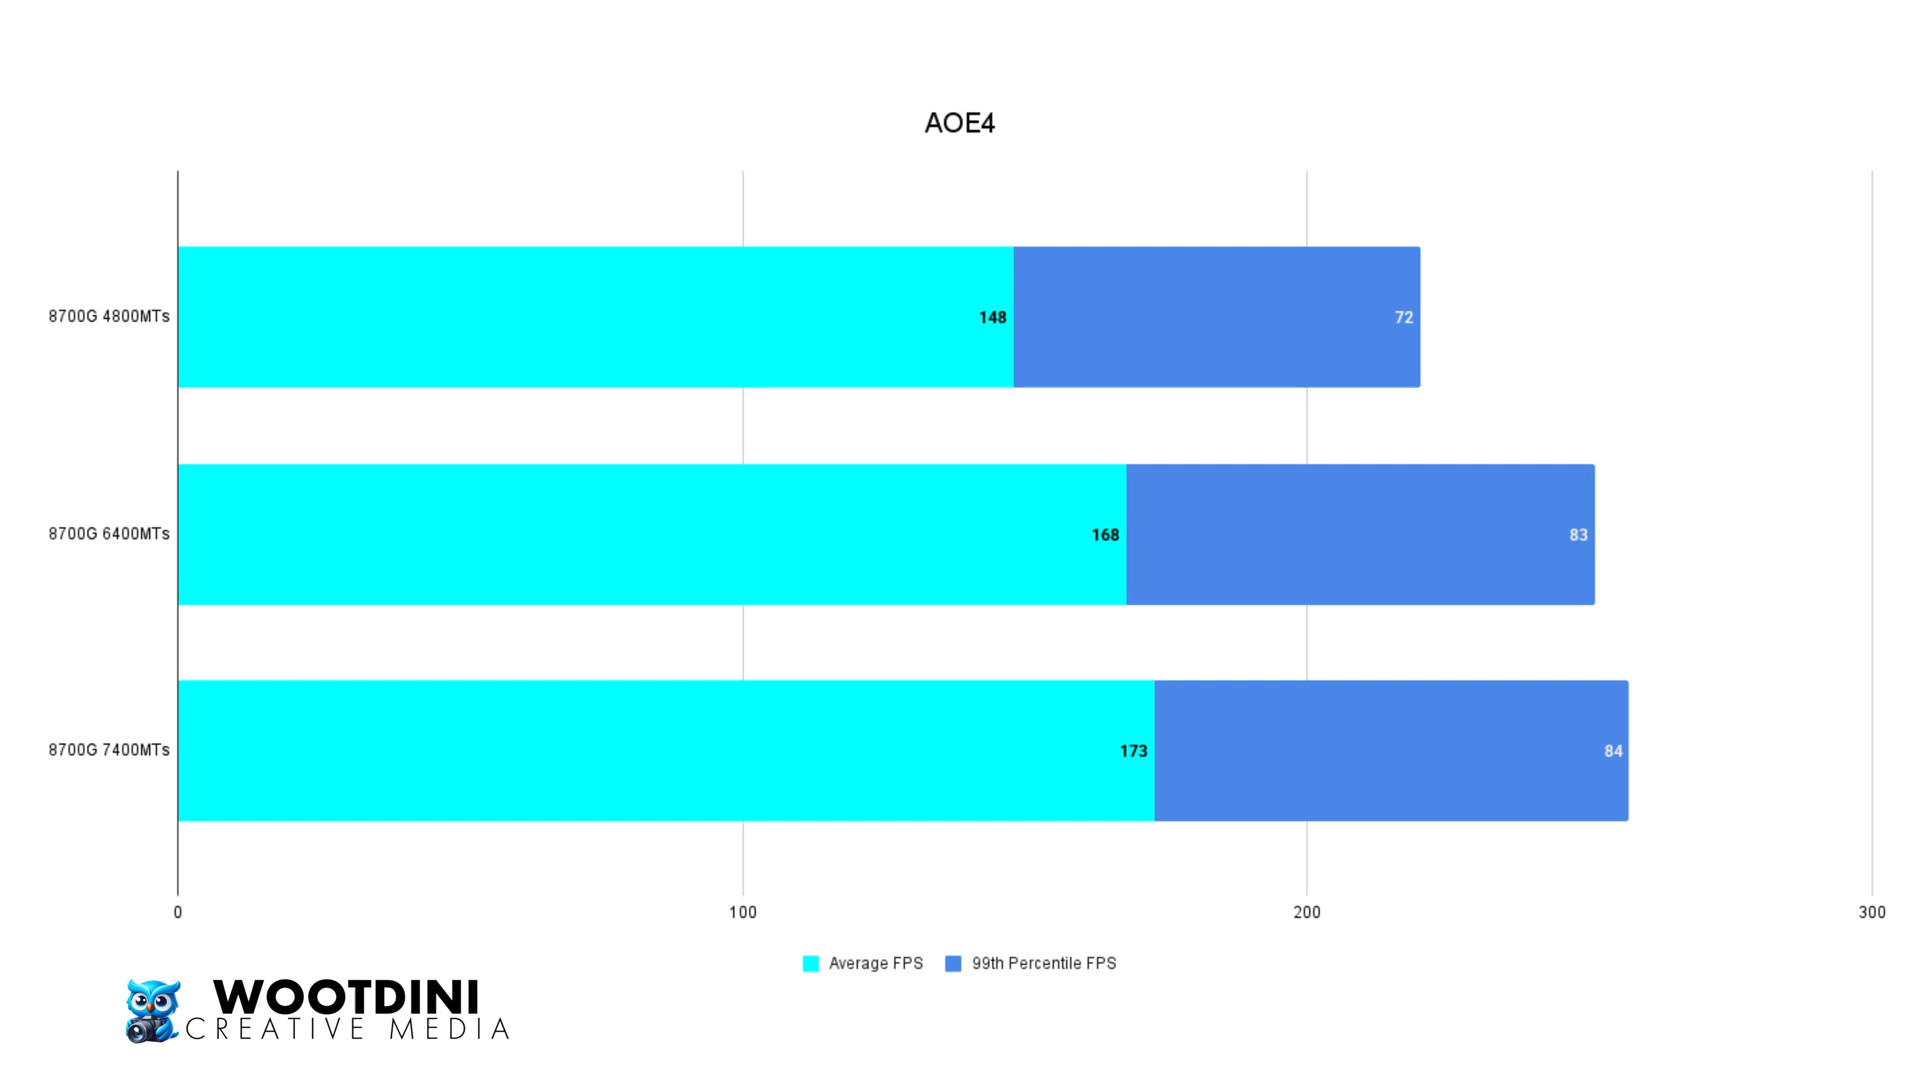 AOE4
8700G 4800MTs
148
72
8700G 6400MTs
168
83
8700G 7400MTs
173
84
0
100
200
300
Average FPS
99th Percentile FPS
WOOTDINI
CREATIVE MEDIA